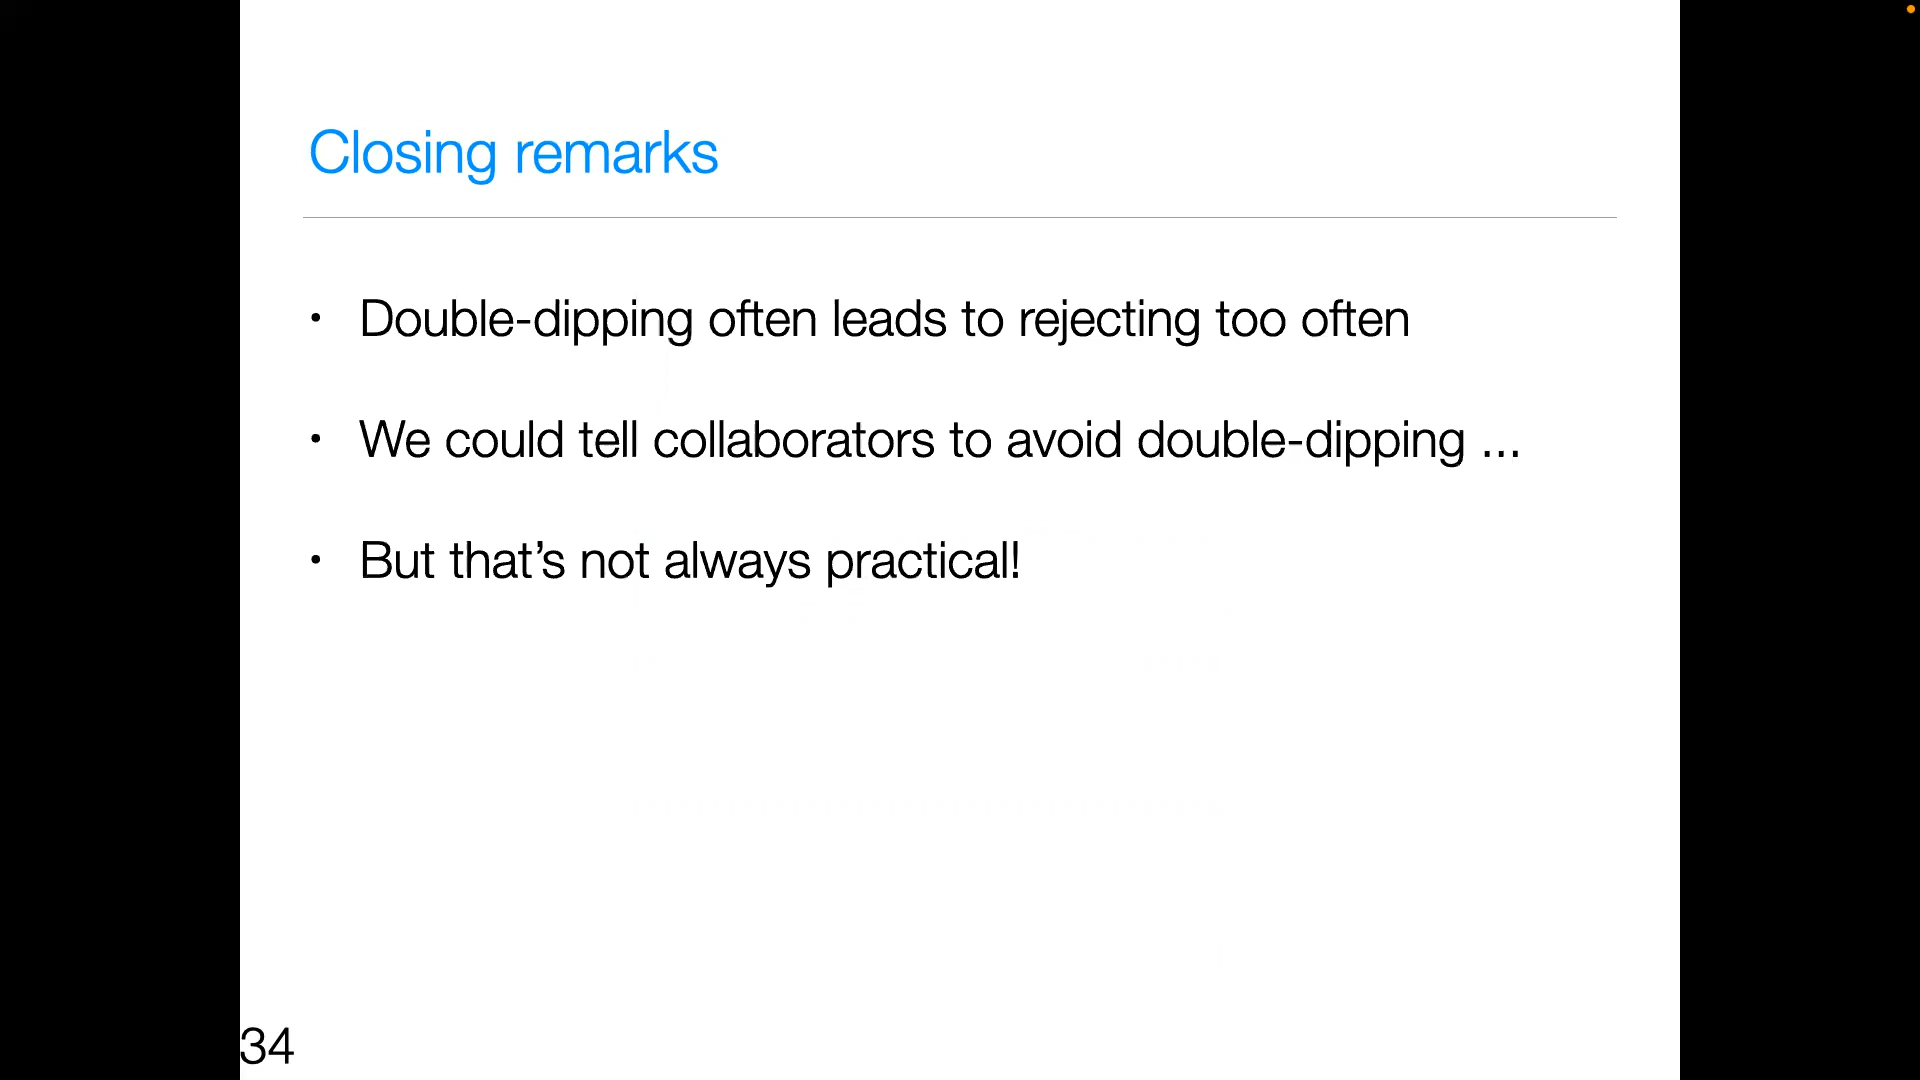 Closing remarks
• Double-dipping often leads to rejecting too often
• We could tell collaborators to avoid double-dipping ...
• But that’s not always practical!
34